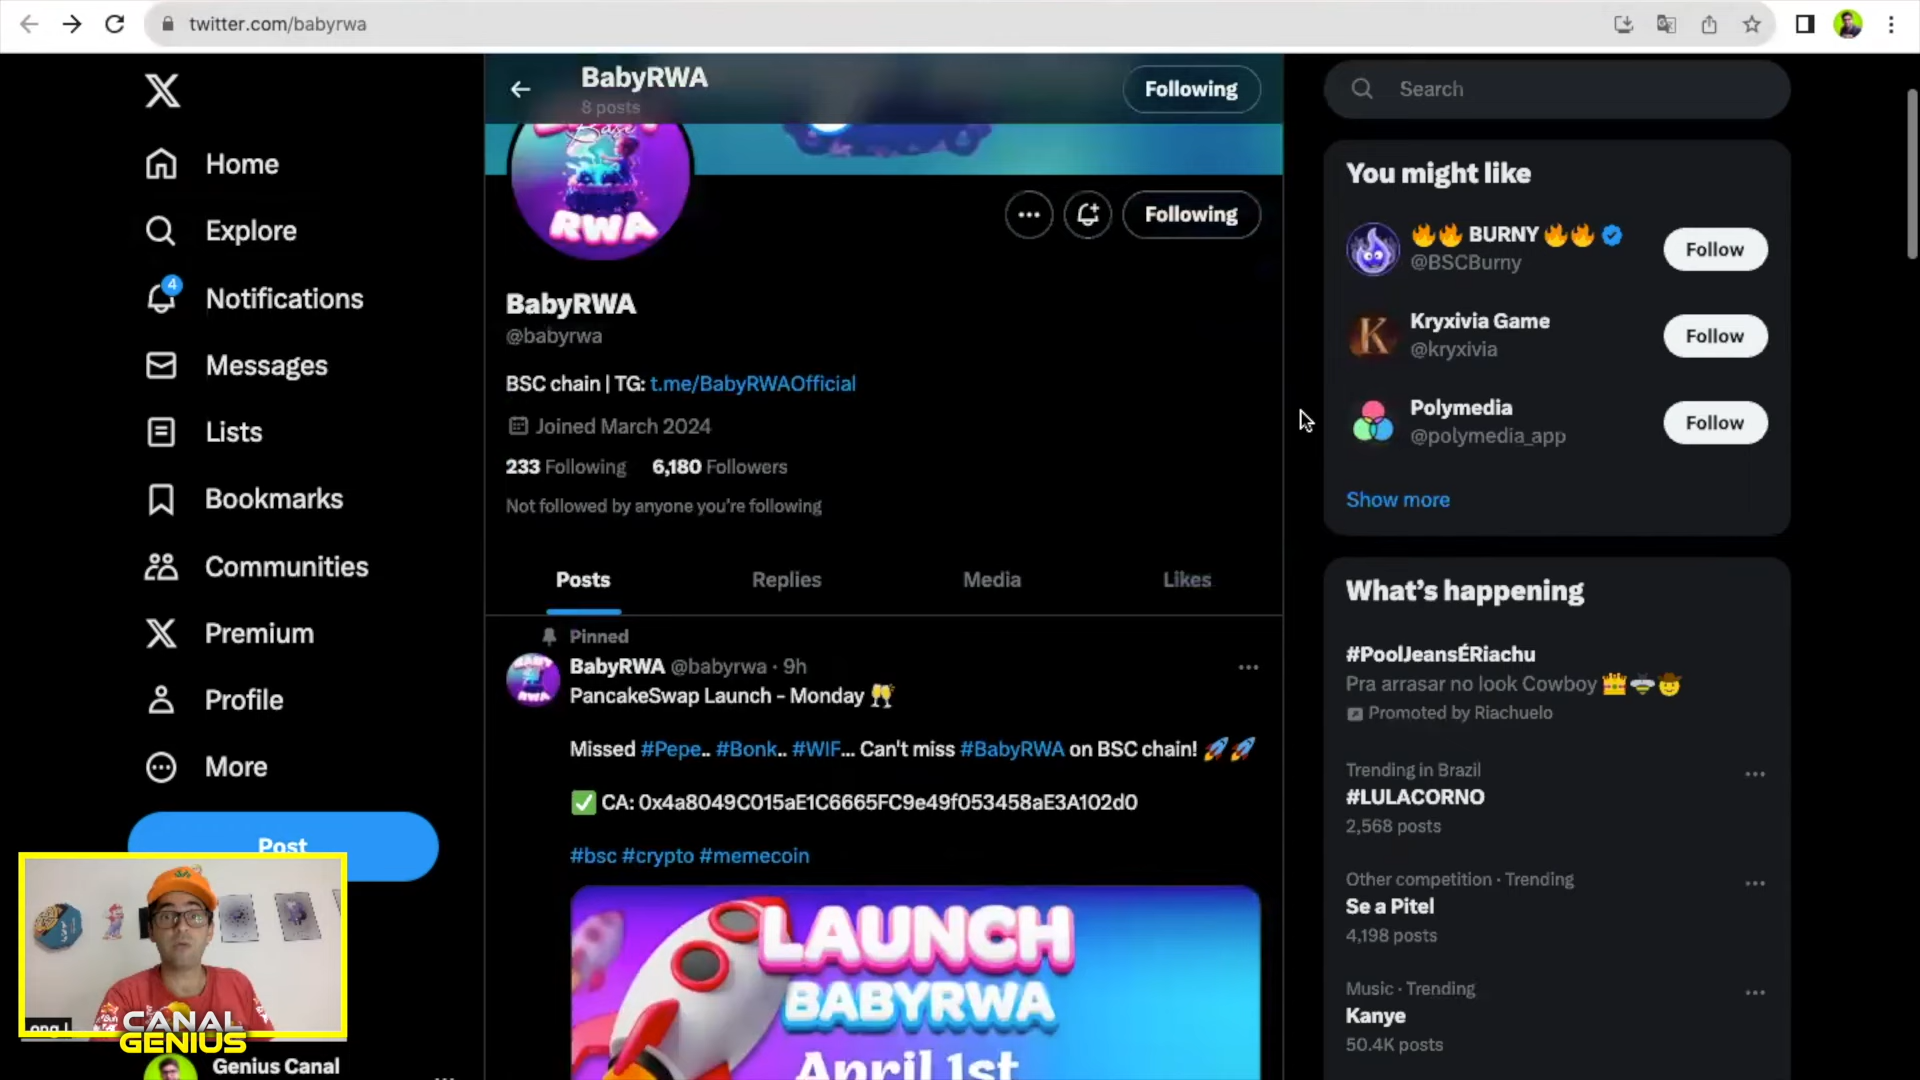 twitter.com/babyrwa
BabyRWA
8 posts
Following
Search
Home
Explore
4
Notifications
Messages
Lists
Bookmarks
Communities
Premium
Profile
More
Post
Base
RWA
Following
BabyRWA
@babyrwa
BSC chain | TG: t.me/BabyRWAOfficial
Joined March 2024
233 Following 6,180 Followers
Not followed by anyone you're following
Posts Replies Media Likes
Pinned
BabyRWA @babyrwa · 9h
PancakeSwap Launch - Monday 🥂
Missed #Pepe.. #Bonk.. #WIF... Can't miss #BabyRWA on BSC chain! 🚀🚀
✅ CA: 0x4a8049C015aE1C6665FC9e49f053458aE3A102d0
#bsc #crypto #memecoin
BABY
RWA
LAUNCH
BABYRWA
April 1st
You might like
🔥🔥 BURNY 🔥🔥
@BSCBurny
Follow
K
Kryxivia Game
@kryxivia
Follow
Polymedia
@polymedia_app
Follow
Show more
What's happening
#PoolJeansÉRiachu
Pra arrasar no look Cowboy 👑🐝🤠
Promoted by Riachuelo
Trending in Brazil
#LULACORNO
2,568 posts
Other competition · Trending
Se a Pitel
4,198 posts
Music · Trending
Kanye
50.4K posts
CANAL
GENIUS
Genius Canal